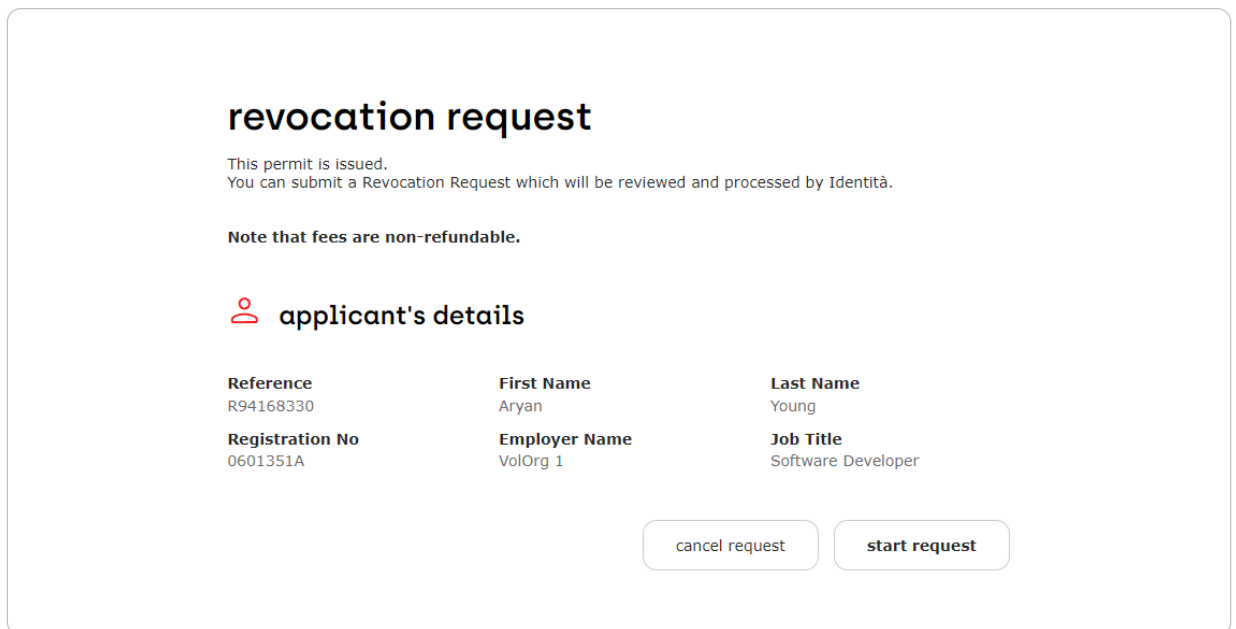 revocation request
This permit is issued.
You can submit a Revocation Request which will be reviewed and processed by Identità.
Note that fees are non-refundable.
applicant's details
Reference First Name Last Name
R94168330 Aryan Young
Registration No Employer Name Job Title
0601351A VolOrg 1 Software Developer
cancel request start request